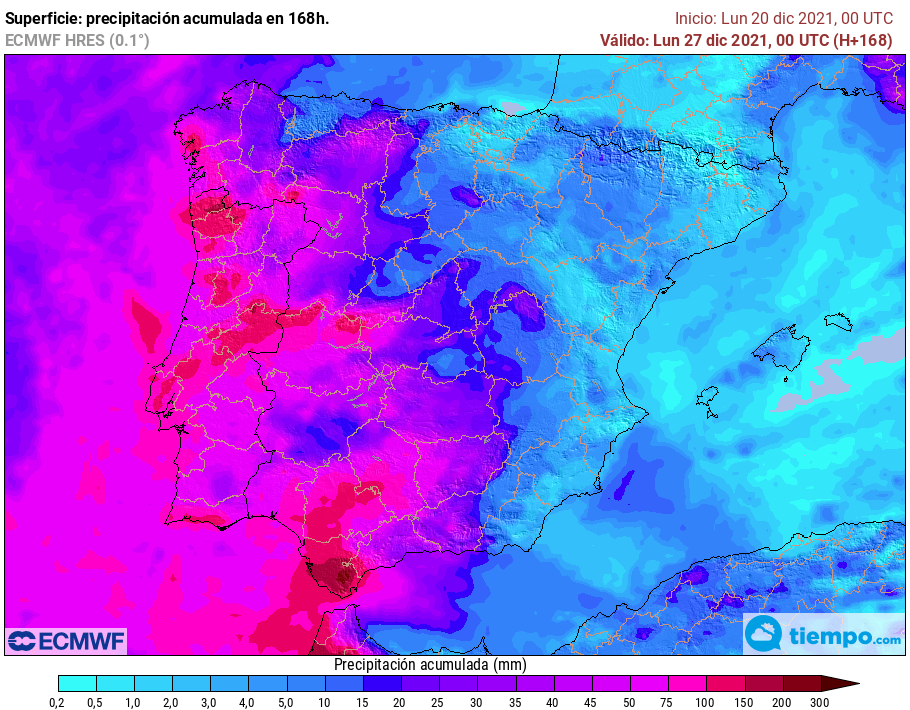 Superficie: precipitación acumulada en 168h.
Inicio: Lun 20 dic 2021, 00 UTC
ECMWF HRES (0.1°)
Válido: Lun 27 dic 2021, 00 UTC (H+168)
ECMWF
tiempo.com
Precipitación acumulada (mm)
0,2 0,5 1,0 2,0 3,0 4,0 5,0 10 15 20 25 30 35 40 45 50 75 100 150 200 300